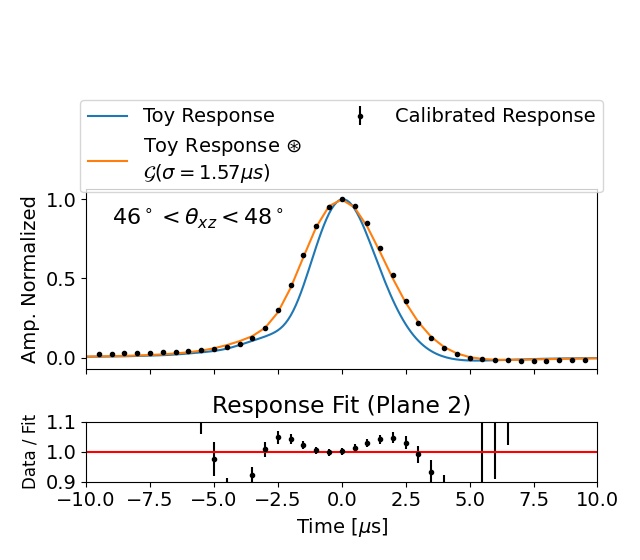 Toy Response
Toy Response ⊛
𝒢(σ = 1.57μs)
Calibrated Response
46° < θxz < 48°
Amp. Normalized
1.0
0.5
0.0
Response Fit (Plane 2)
Data / Fit
1.1
1.0
0.9
−10.0 −7.5 −5.0 −2.5 0.0 2.5 5.0 7.5 10.0
Time [μs]